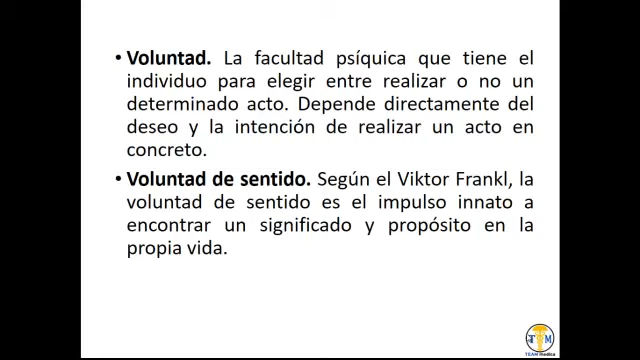 • Voluntad. La facultad psíquica que tiene el
individuo para elegir entre realizar o no un
determinado acto. Depende directamente del
deseo y la intención de realizar un acto en
concreto.
• Voluntad de sentido. Según el Viktor Frankl, la
voluntad de sentido es el impulso innato a
encontrar un significado y propósito en la
propia vida.
T M
TEAM medica